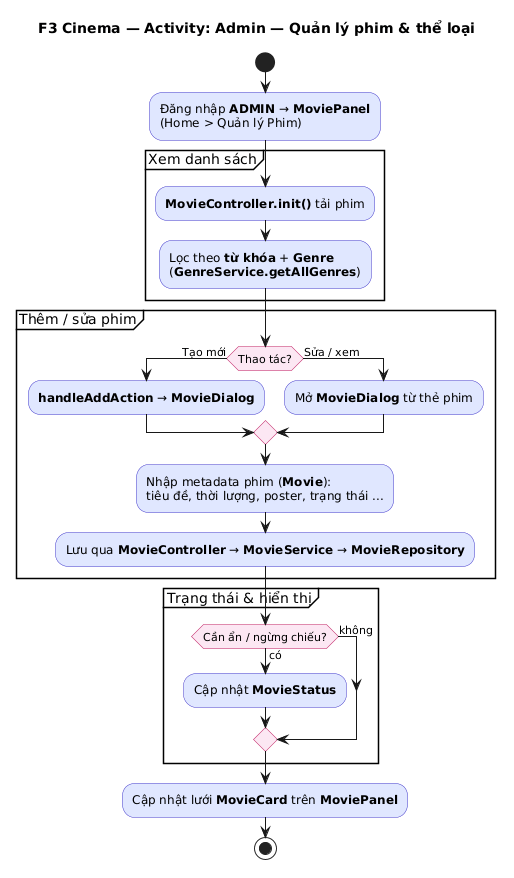 F3 Cinema — Activity: Admin — Quản lý phim & thể loại
Đăng nhập ADMIN → MoviePanel
(Home > Quản lý Phim)
Xem danh sách
MovieController.init() tải phim
Lọc theo từ khóa + Genre
(GenreService.getAllGenres)
Thêm / sửa phim
Thao tác?
Tạo mới
Sửa / xem
handleAddAction → MovieDialog
Mở MovieDialog từ thẻ phim
Nhập metadata phim (Movie):
tiêu đề, thời lượng, poster, trạng thái ...
Lưu qua MovieController → MovieService → MovieRepository
Trạng thái & hiển thị
Cần ẩn / ngừng chiếu?
không
có
Cập nhật MovieStatus
Cập nhật lưới MovieCard trên MoviePanel